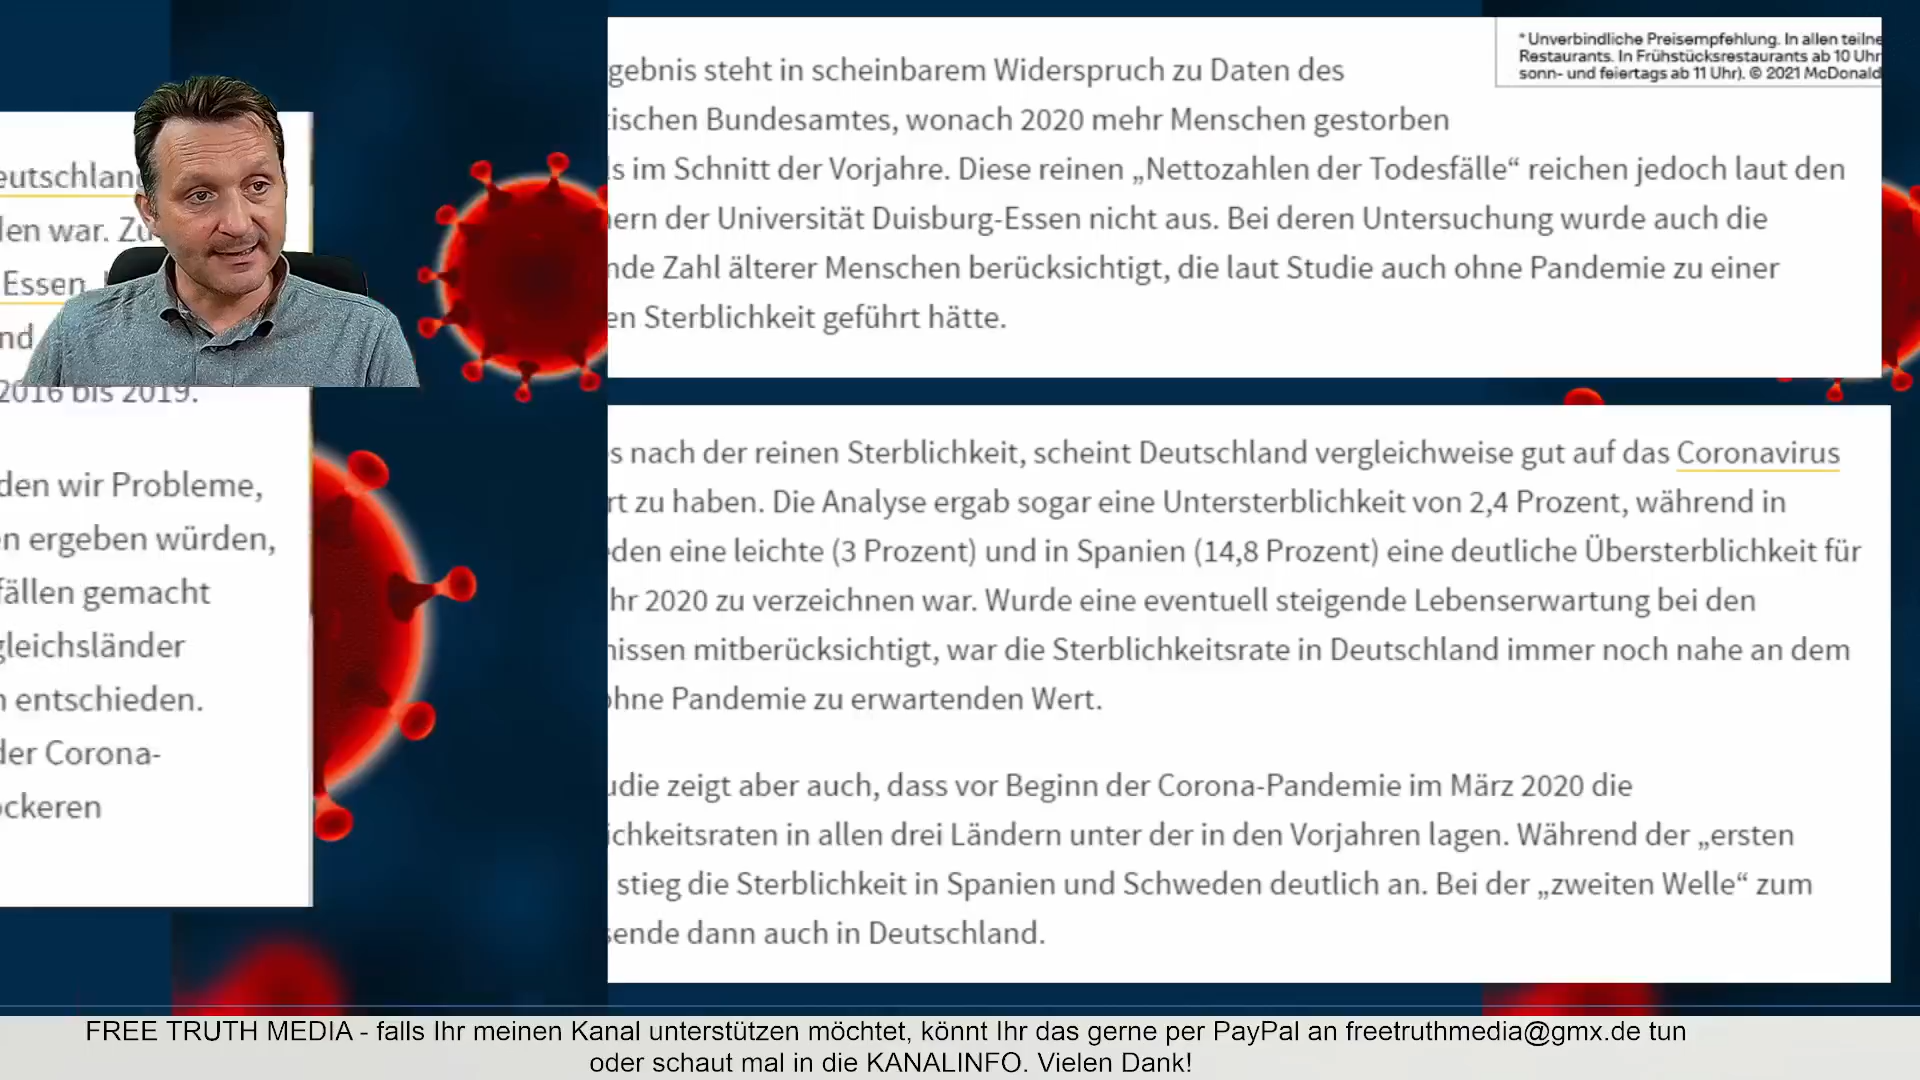 eutschland
den war. Zu
Essen,
nd
2016 bis 2019.
den wir Probleme,
n ergeben würden,
fällen gemacht
gleichsländer
n entschieden.
der Corona-
ockeren
* Unverbindliche Preisempfehlung. In allen teilne
Restaurants. In Frühstücksrestaurants ab 10 Uhr
sonn- und feiertags ab 11 Uhr). © 2021 McDonald
gebnis steht in scheinbarem Widerspruch zu Daten des
tischen Bundesamtes, wonach 2020 mehr Menschen gestorben
ls im Schnitt der Vorjahre. Diese reinen „Nettozahlen der Todesfälle“ reichen jedoch laut den
hern der Universität Duisburg-Essen nicht aus. Bei deren Untersuchung wurde auch die
nde Zahl älterer Menschen berücksichtigt, die laut Studie auch ohne Pandemie zu einer
en Sterblichkeit geführt hätte.
s nach der reinen Sterblichkeit, scheint Deutschland vergleichweise gut auf das Coronavirus
rt zu haben. Die Analyse ergab sogar eine Untersterblichkeit von 2,4 Prozent, während in
den eine leichte (3 Prozent) und in Spanien (14,8 Prozent) eine deutliche Übersterblichkeit für
hr 2020 zu verzeichnen war. Wurde eine eventuell steigende Lebenserwartung bei den
nissen mitberücksichtigt, war die Sterblichkeitsrate in Deutschland immer noch nahe an dem
ohne Pandemie zu erwartenden Wert.
udie zeigt aber auch, dass vor Beginn der Corona-Pandemie im März 2020 die
ichkeitsraten in allen drei Ländern unter der in den Vorjahren lagen. Während der „ersten
stieg die Sterblichkeit in Spanien und Schweden deutlich an. Bei der „zweiten Welle“ zum
sende dann auch in Deutschland.
FREE TRUTH MEDIA - falls Ihr meinen Kanal unterstützen möchtet, könnt Ihr das gerne per PayPal an freetruthmedia@gmx.de tun
oder schaut mal in die KANALINFO. Vielen Dank!